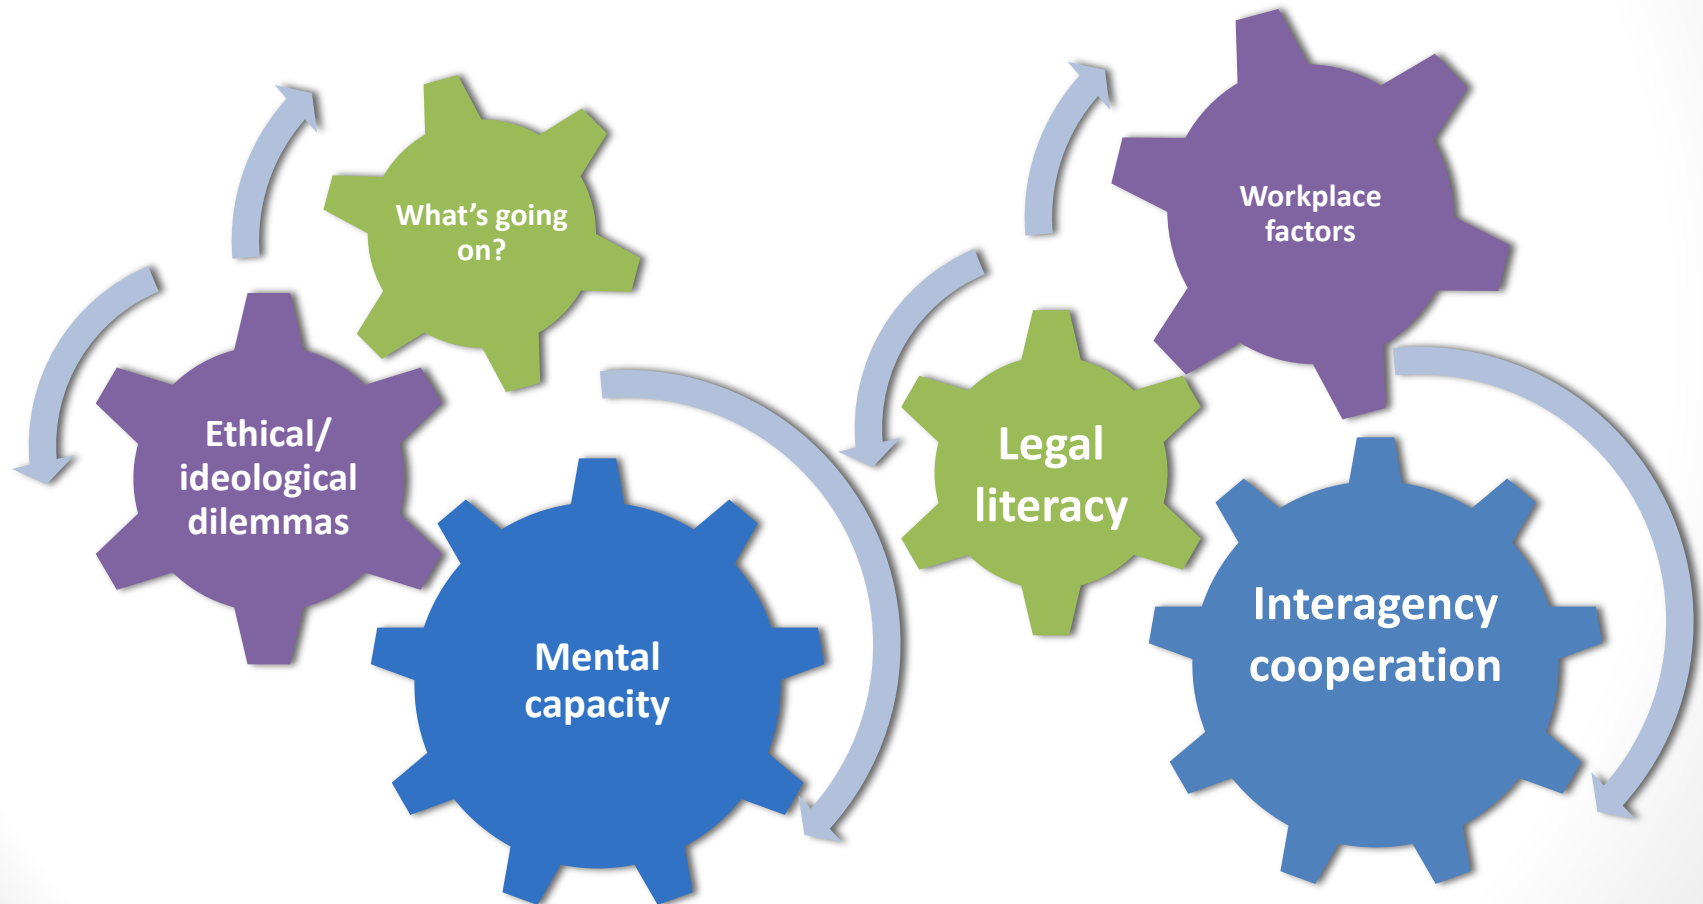 What’s going
on?
Ethical/
ideological
dilemmas
Mental
capacity
Workplace
factors
Legal
literacy
Interagency
cooperation